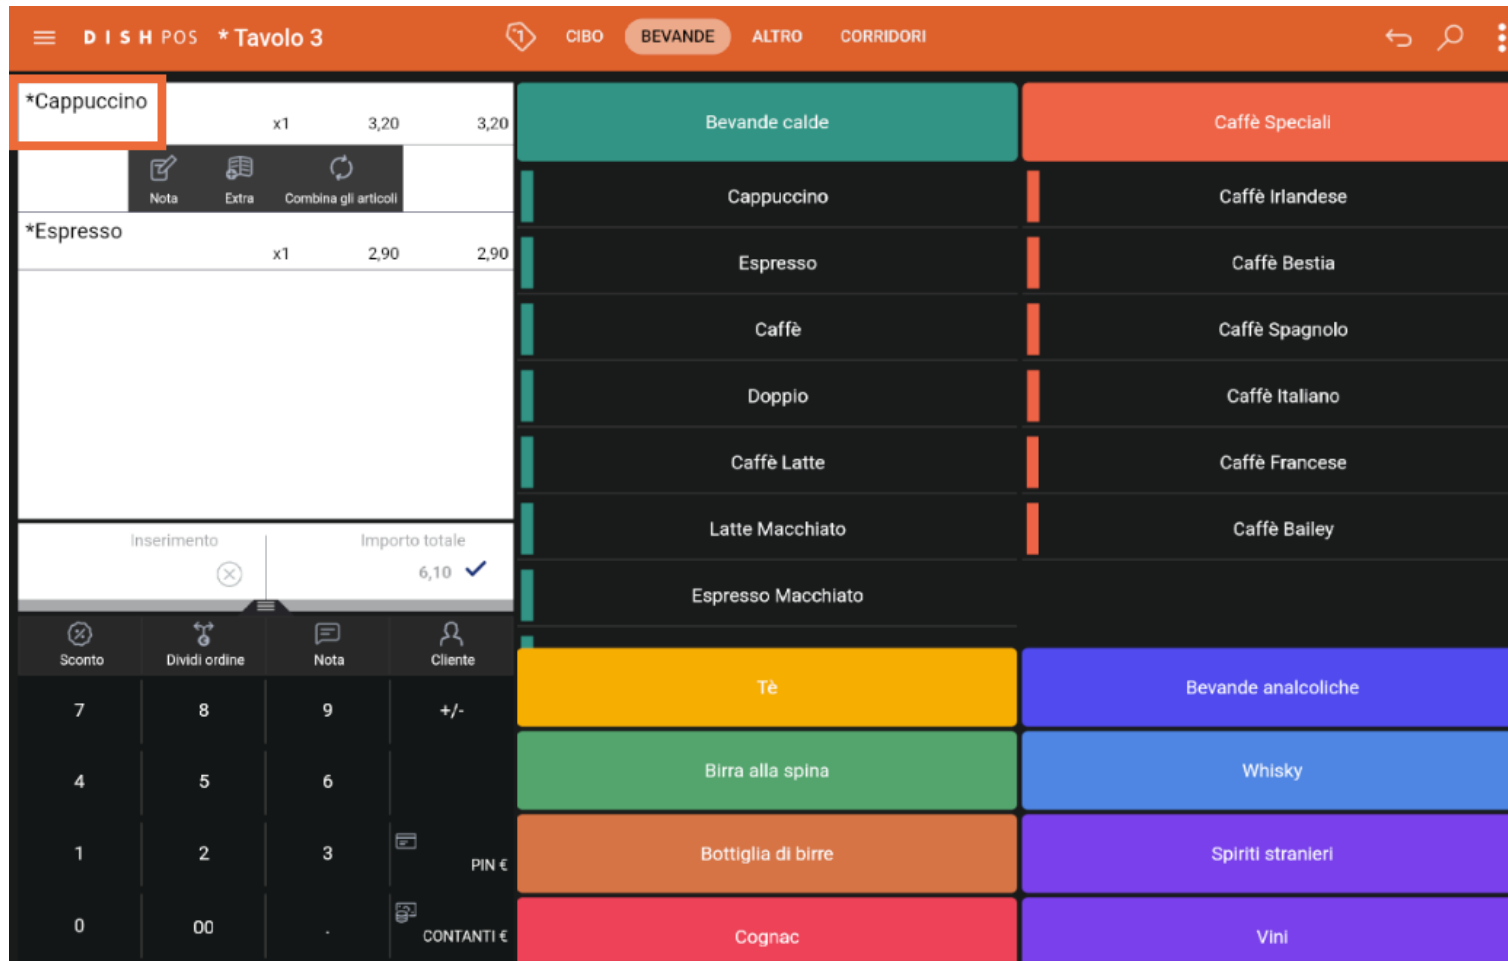 DISH POS * Tavolo 3
1 CIBO BEVANDE ALTRO CORRIDORI
*Cappuccino
x1 3,20 3,20
Nota Extra Combina gli articoli
*Espresso
x1 2,90 2,90
Inserimento Importo totale
6,10
Sconto Dividi ordine Nota Cliente
7 8 9 +/-
4 5 6
1 2 3 PIN €
0 00 . CONTANTI €
Bevande calde
Cappuccino
Espresso
Caffè
Doppio
Caffè Latte
Latte Macchiato
Espresso Macchiato
Caffè Speciali
Caffè Irlandese
Caffè Bestia
Caffè Spagnolo
Caffè Italiano
Caffè Francese
Caffè Bailey
Tè
Bevande analcoliche
Birra alla spina
Whisky
Bottiglia di birre
Spiriti stranieri
Cognac
Vini